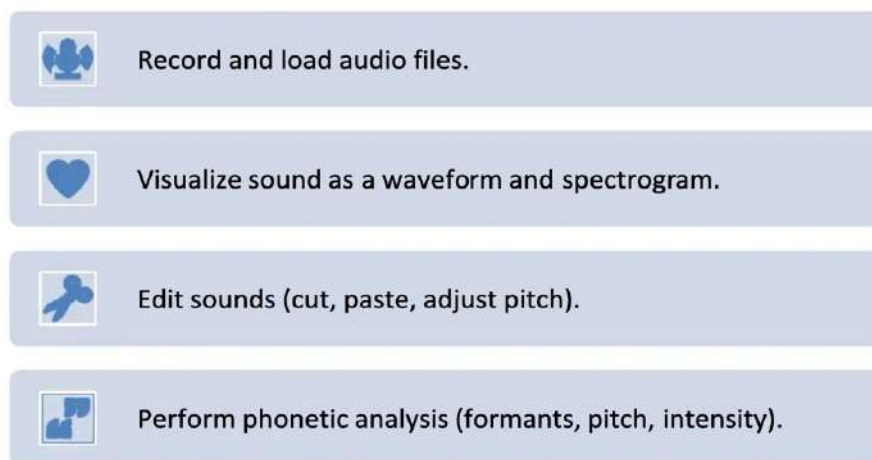 Record and load audio files.
Visualize sound as a waveform and spectrogram.
Edit sounds (cut, paste, adjust pitch).
Perform phonetic analysis (formants, pitch, intensity).